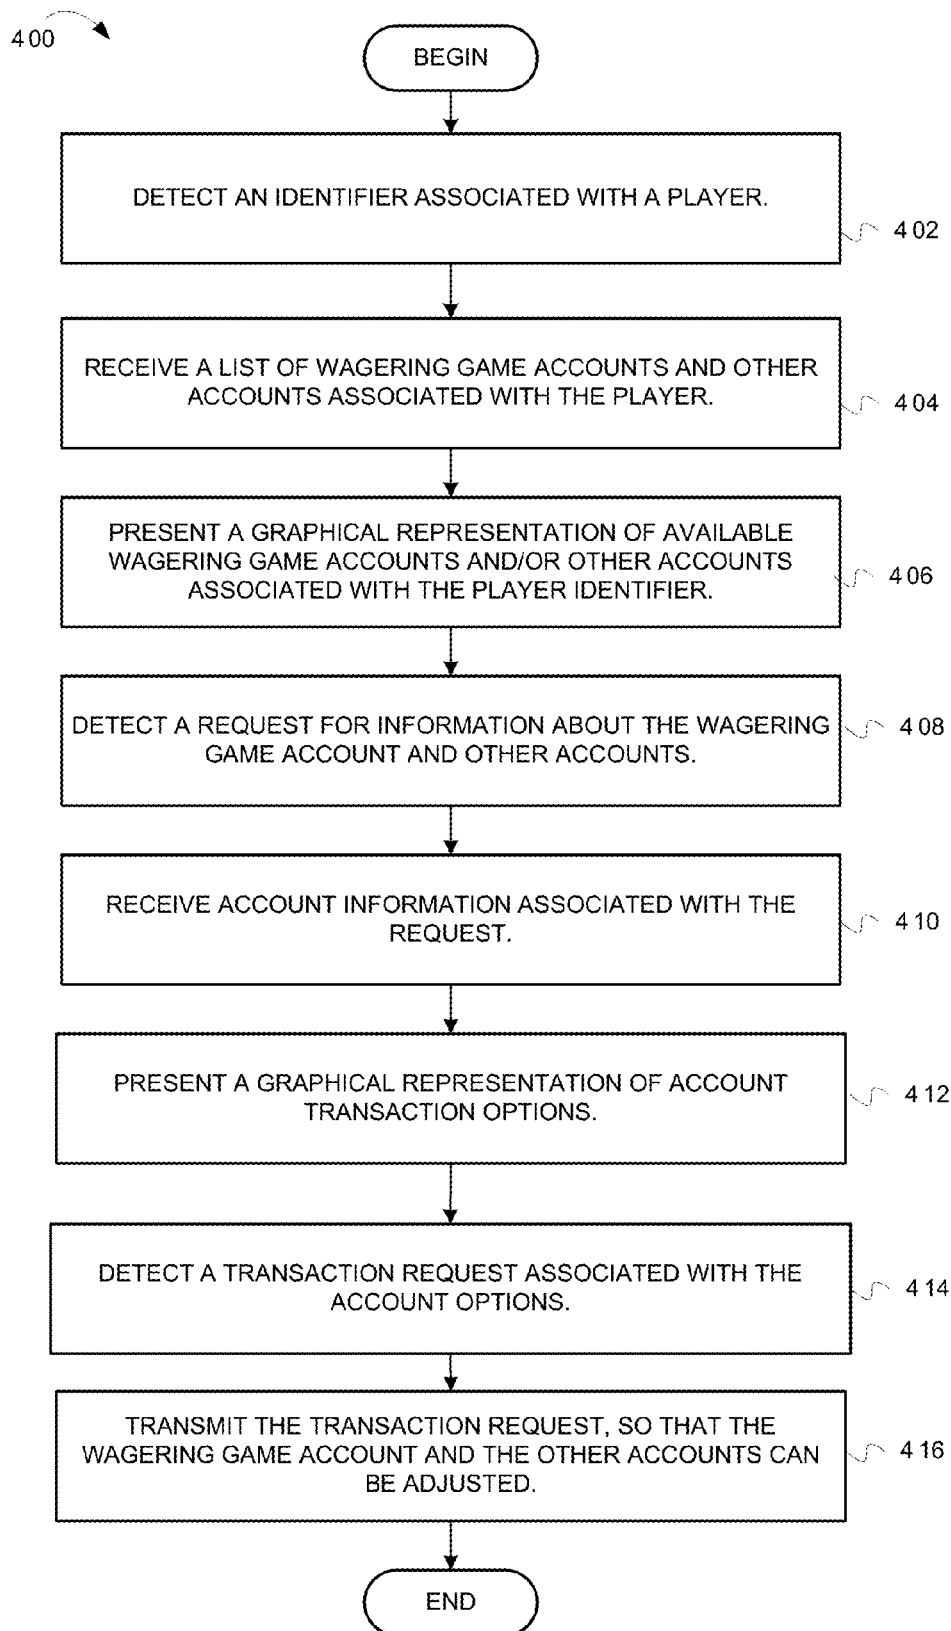 400
BEGIN
DETECT AN IDENTIFIER ASSOCIATED WITH A PLAYER.
402
RECEIVE A LIST OF WAGERING GAME ACCOUNTS AND OTHER
ACCOUNTS ASSOCIATED WITH THE PLAYER.
404
PRESENT A GRAPHICAL REPRESENTATION OF AVAILABLE
WAGERING GAME ACCOUNTS AND/OR OTHER ACCOUNTS
ASSOCIATED WITH THE PLAYER IDENTIFIER.
406
DETECT A REQUEST FOR INFORMATION ABOUT THE WAGERING
GAME ACCOUNT AND OTHER ACCOUNTS.
408
RECEIVE ACCOUNT INFORMATION ASSOCIATED WITH THE
REQUEST.
410
PRESENT A GRAPHICAL REPRESENTATION OF ACCOUNT
TRANSACTION OPTIONS.
412
DETECT A TRANSACTION REQUEST ASSOCIATED WITH THE
ACCOUNT OPTIONS.
414
TRANSMIT THE TRANSACTION REQUEST, SO THAT THE
WAGERING GAME ACCOUNT AND THE OTHER ACCOUNTS CAN
BE ADJUSTED.
416
END